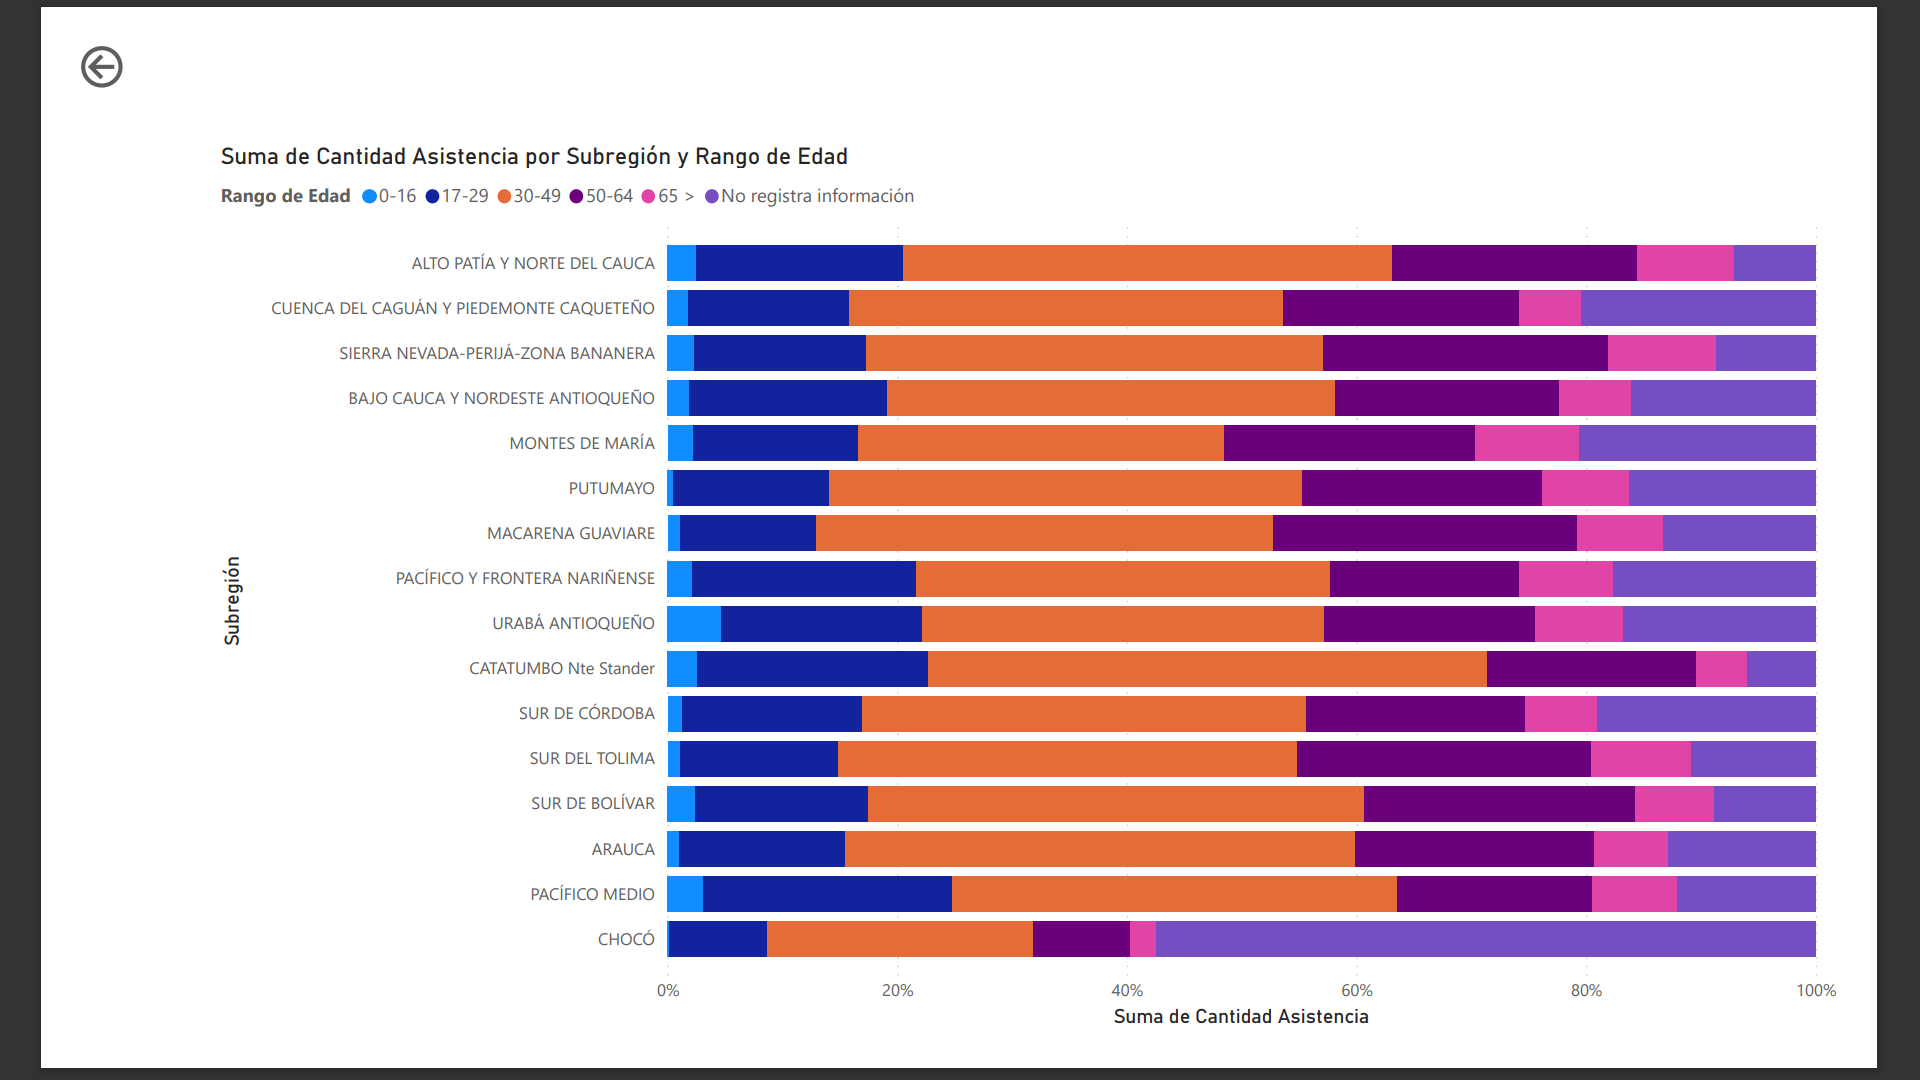 Suma de Cantidad Asistencia por Subregión y Rango de Edad
Rango de Edad 0-16 17-29 30-49 50-64 65 > No registra información
Subregión
ALTO PATÍA Y NORTE DEL CAUCA
CUENCA DEL CAGUÁN Y PIEDEMONTE CAQUETEÑO
SIERRA NEVADA-PERIJÁ-ZONA BANANERA
BAJO CAUCA Y NORDESTE ANTIOQUEÑO
MONTES DE MARÍA
PUTUMAYO
MACARENA GUAVIARE
PACÍFICO Y FRONTERA NARIÑENSE
URABÁ ANTIOQUEÑO
CATATUMBO Nte Stander
SUR DE CÓRDOBA
SUR DEL TOLIMA
SUR DE BOLÍVAR
ARAUCA
PACÍFICO MEDIO
CHOCÓ
0% 20% 40% 60% 80% 100%
Suma de Cantidad Asistencia